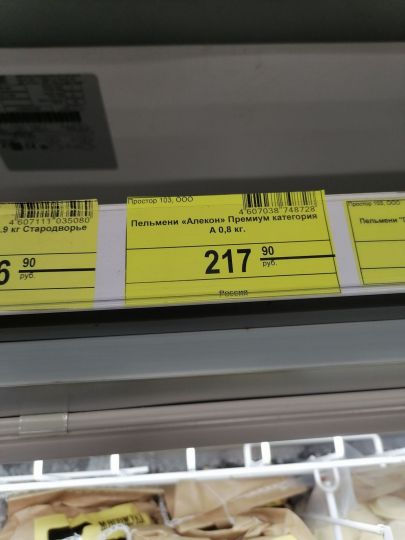 4 607111 035080
.9 кг Стародворье
6 90
руб.
Простор 103, ООО
4 607038 748728
Пельмени «Алекон» Премиум категория
А 0,8 кг.
217 90
руб.
Россия
Простор 103, ООО
Пельмени